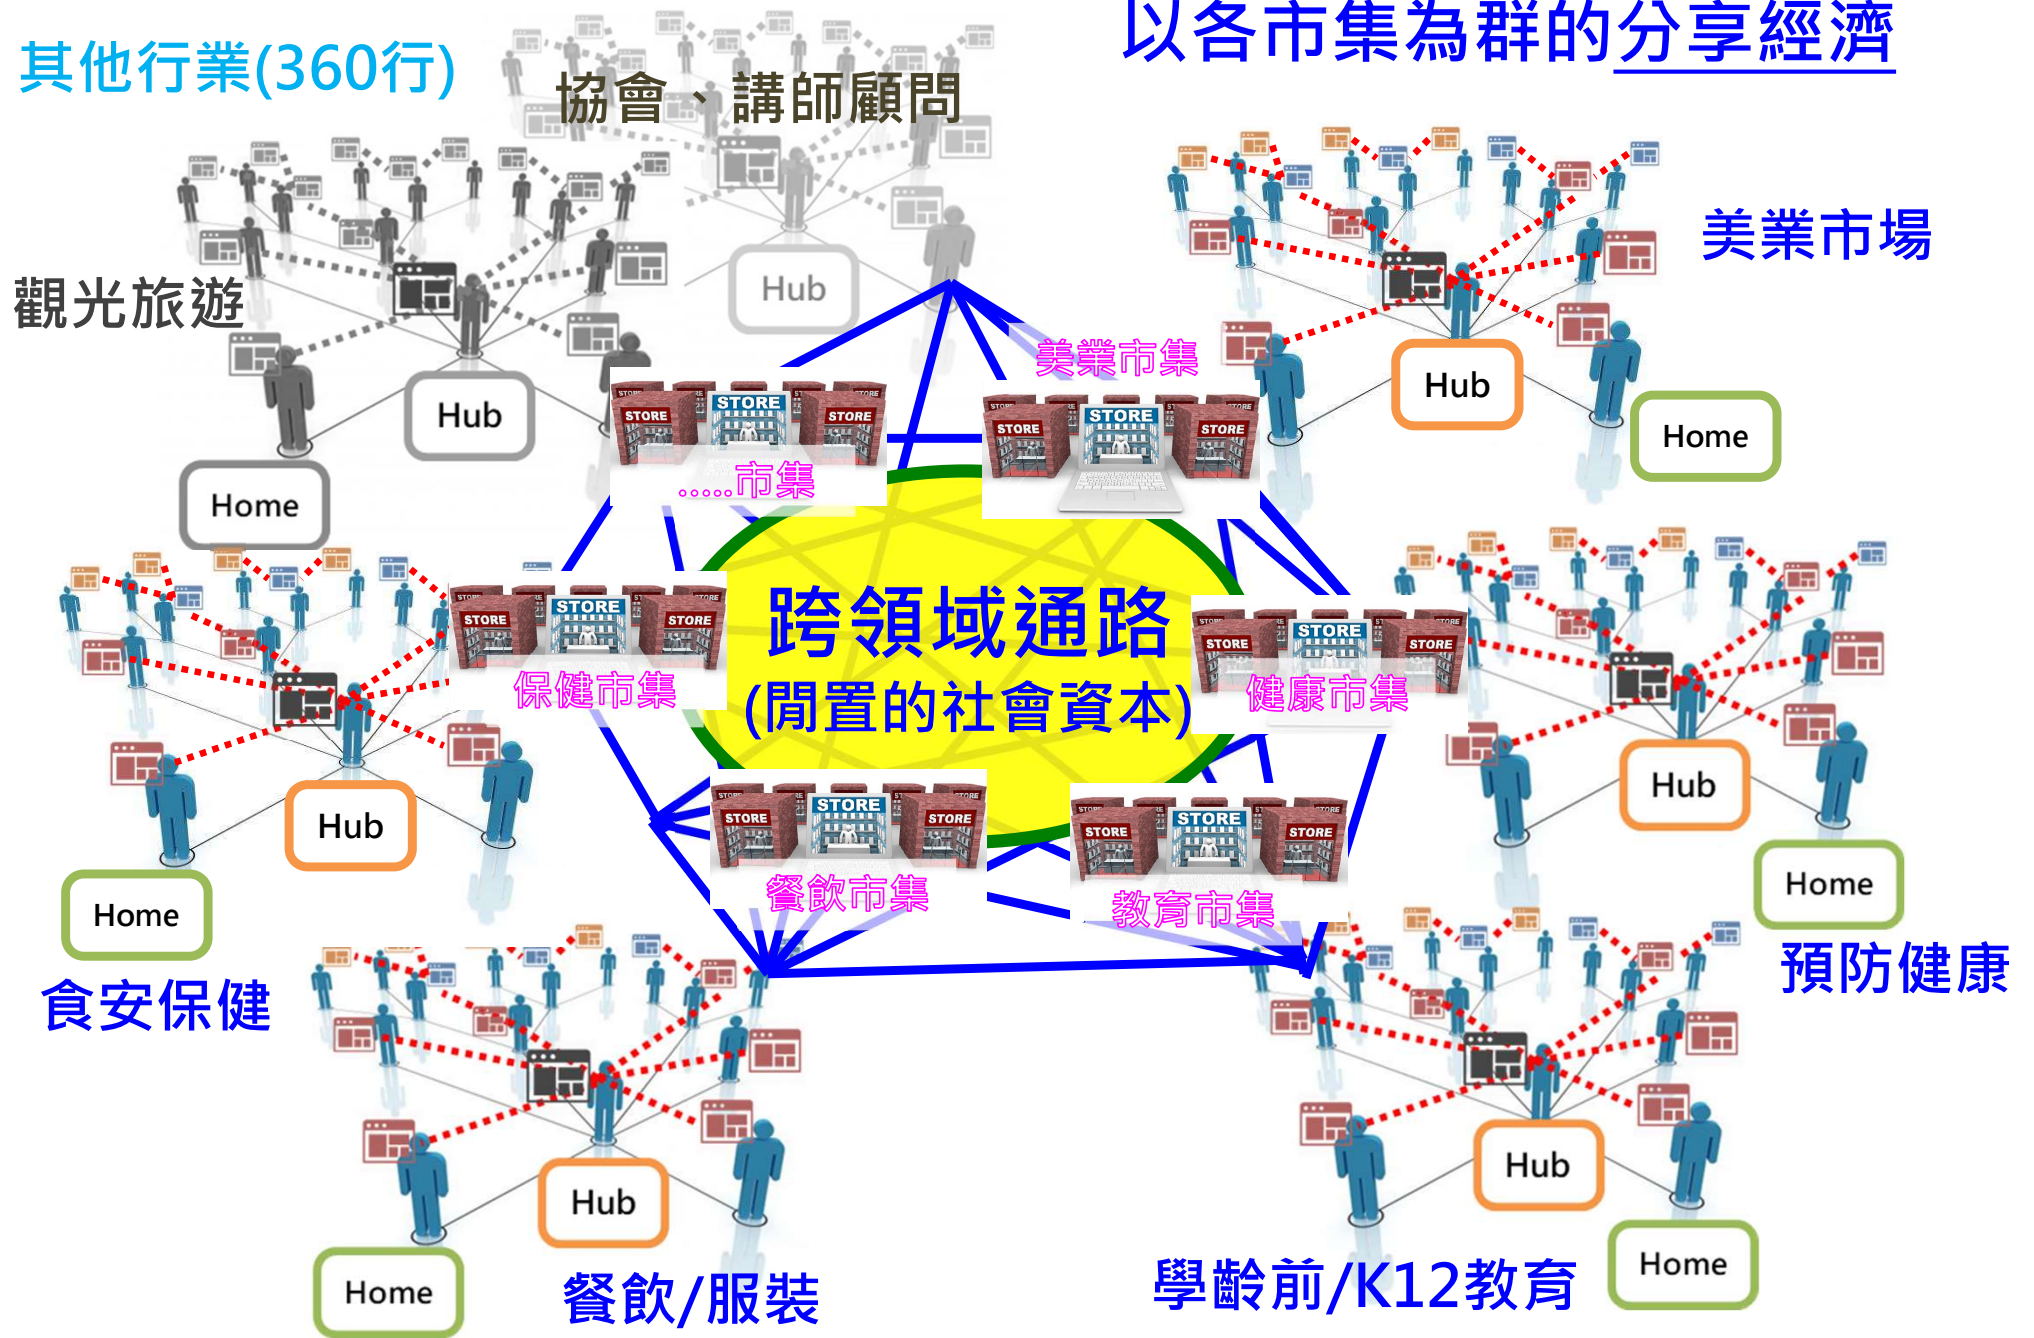 以各市集為群的分享經濟
其他行業(360行)
協會、講師顧問
美業市場
觀光旅遊
Hub
Hub
Home
Hub
Home
美業市集
STORE
STORE
STORE
.....市集
STORE
STORE
STORE
跨領域通路
(閒置的社會資本)
STORE
STORE
STORE
保健市集
STORE
STORE
STORE
健康市集
Hub
Home
食安保健
Hub
Home
預防健康
STORE
STORE
STORE
餐飲市集
STORE
STORE
STORE
教育市集
Hub
Home
餐飲/服裝
Hub
Home
學齡前/K12教育